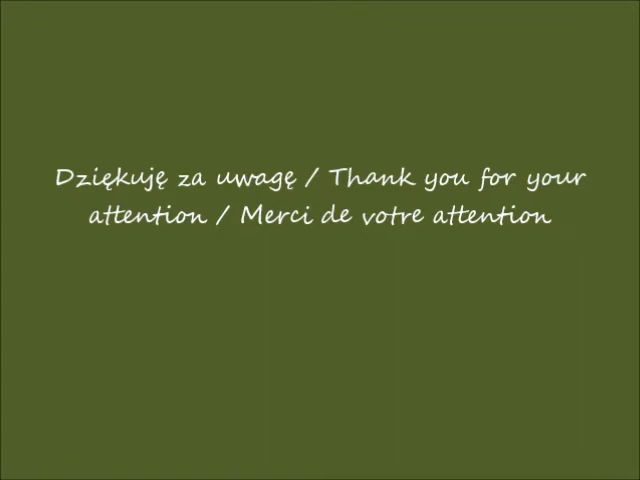 Dziękuję za uwagę / Thank you for your
attention / Merci de votre attention